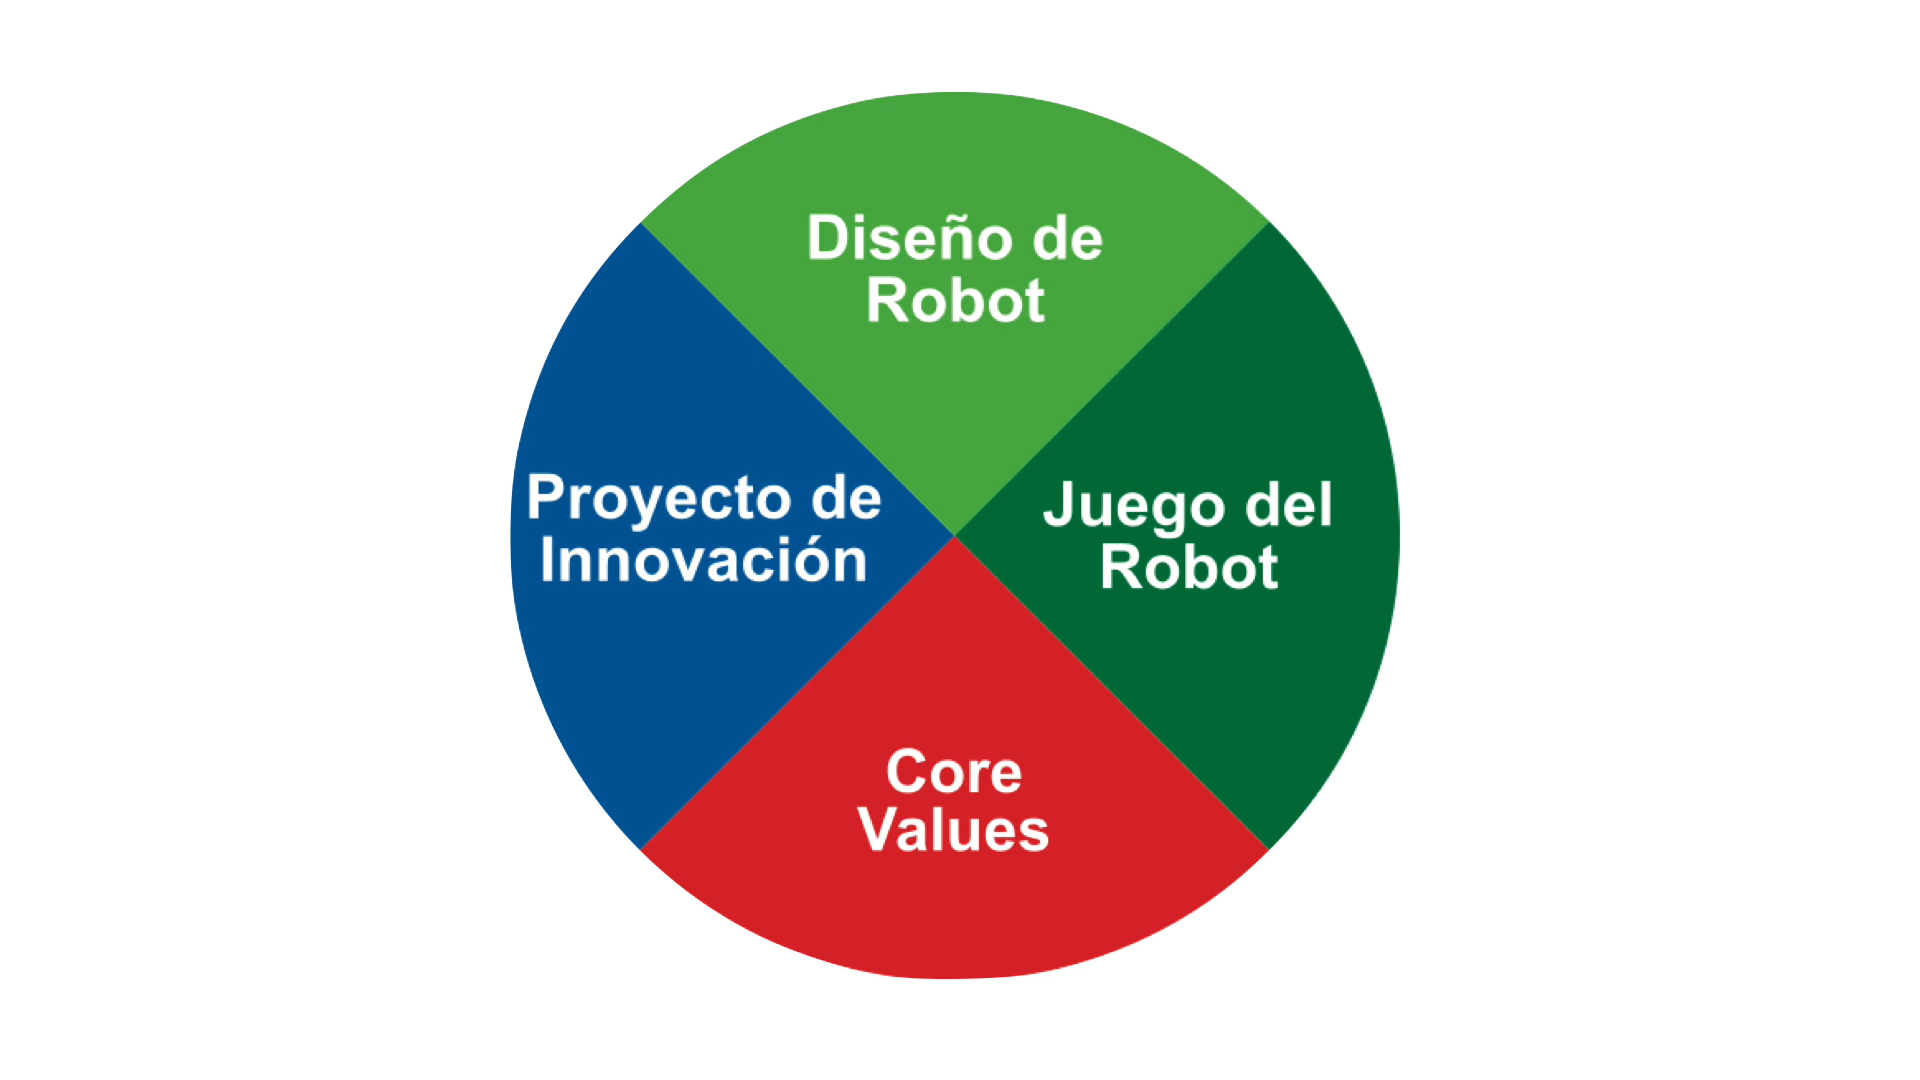 Diseño de
Robot
Proyecto de
Innovación
Juego del
Robot
Core
Values